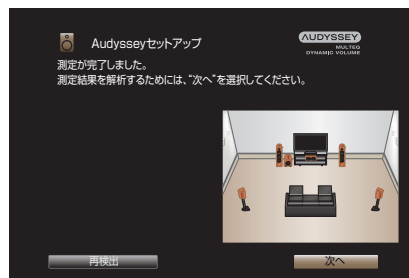 Audysseyセットアップ
AUDYSSEY
MULTEQ
DYNAMIC VOLUME
測定が完了しました。
測定結果を解析するためには、“次へ”を選択してください。
再検出
次へ